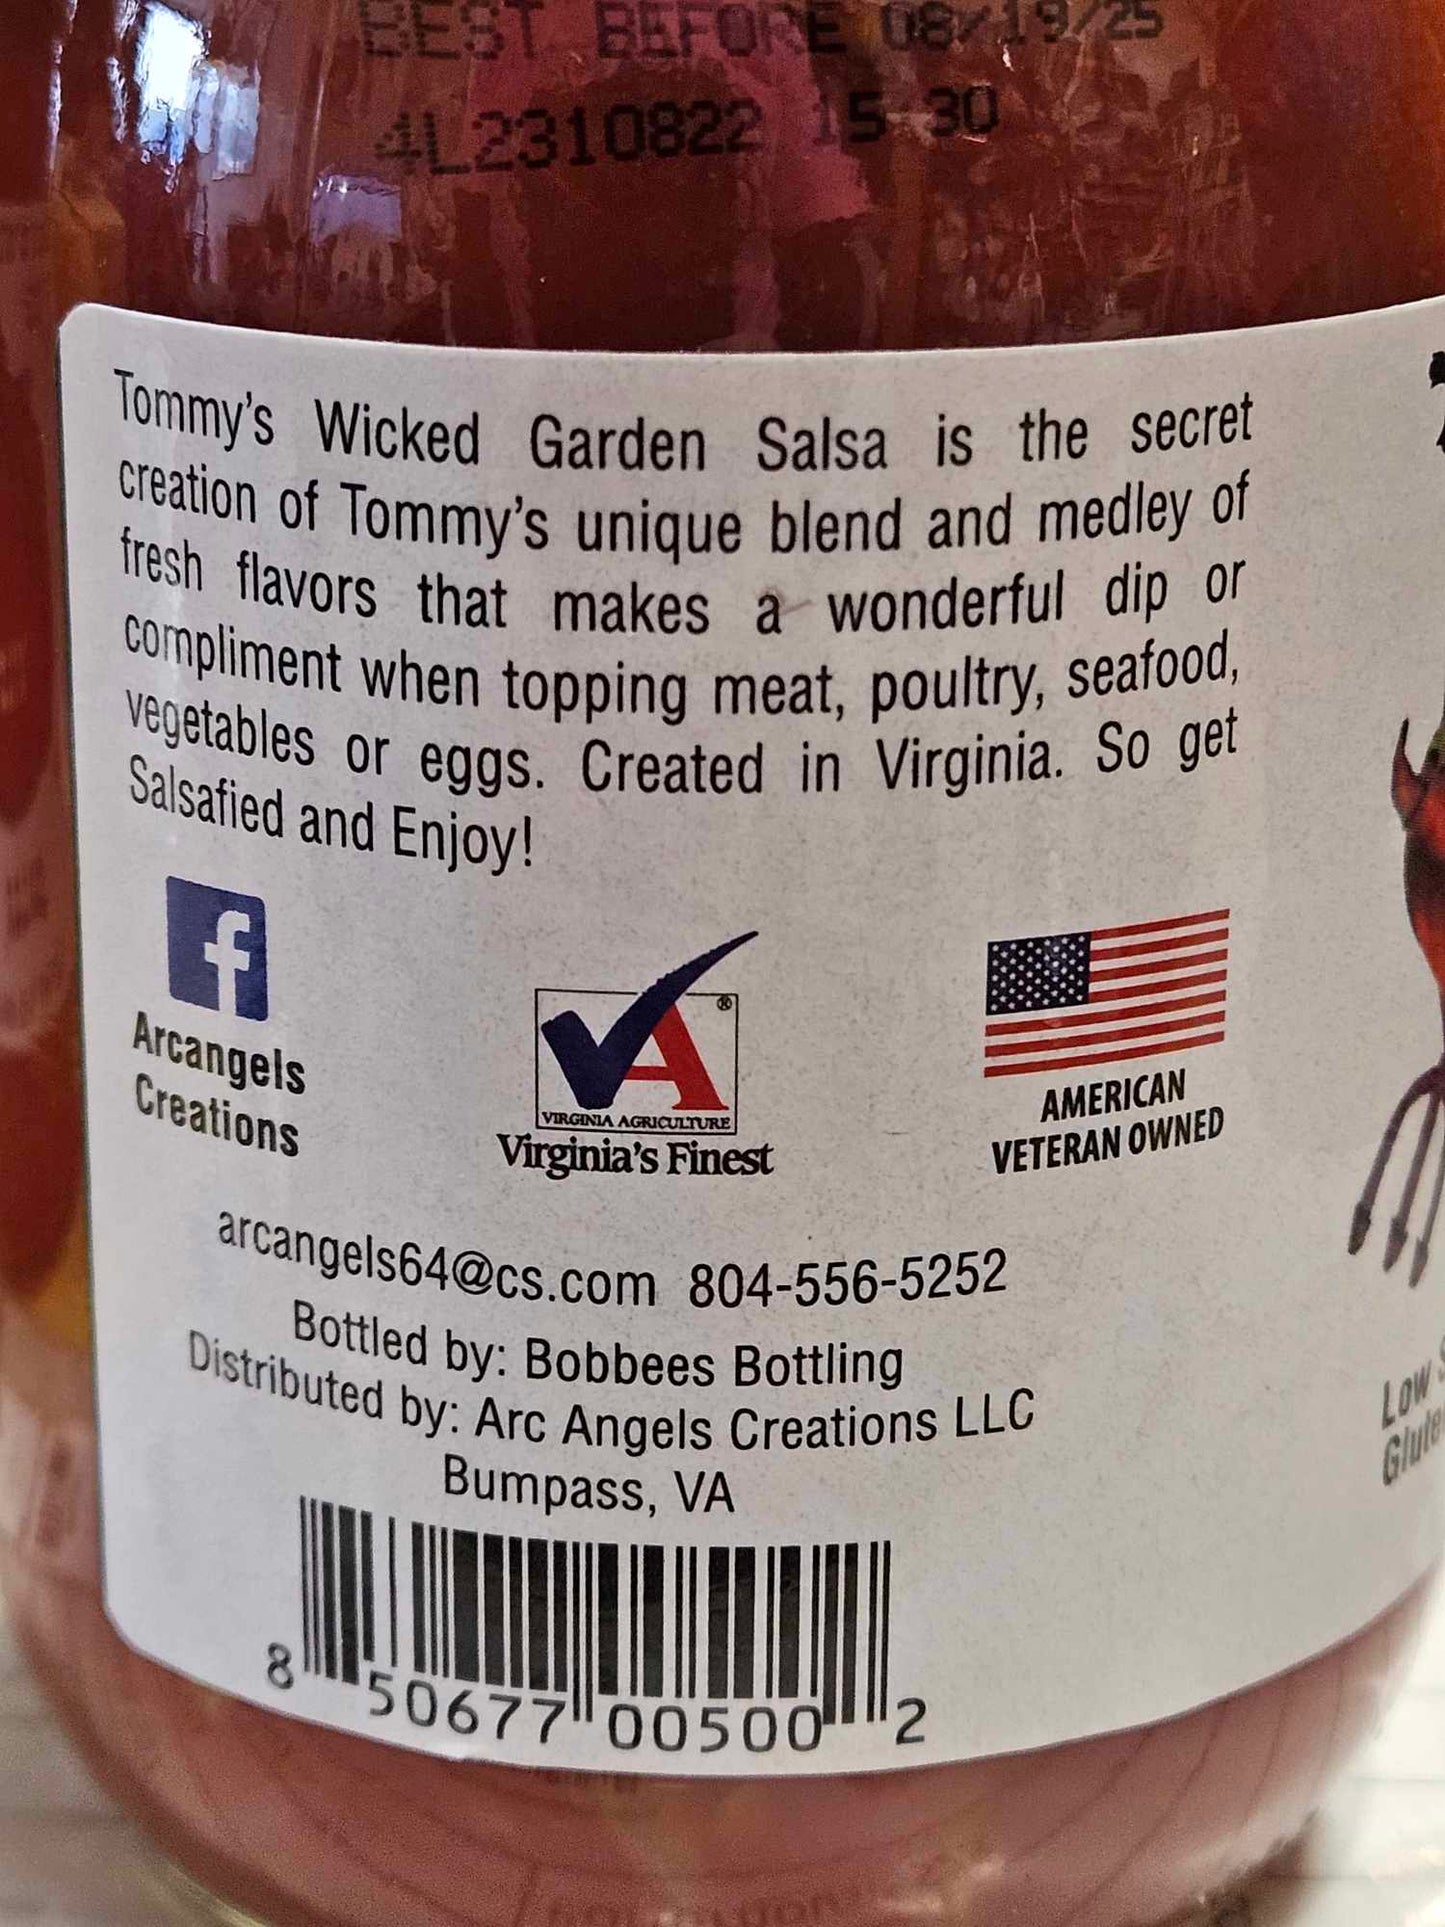 BEST BEFORE 08/19/25
4L2310822 15 30
Tommy's Wicked Garden Salsa is the secret
creation of Tommy's unique blend and medley of
fresh flavors that makes a wonderful dip or
compliment when topping meat, poultry, seafood,
vegetables or eggs. Created in Virginia. So get
Salsafied and Enjoy!
f
Arcangels
Creations
VA®
VIRGINIA AGRICULTURE
Virginia's Finest
AMERICAN
VETERAN OWNED
arcangels64@cs.com 804-556-5252
Bottled by: Bobbees Bottling
Distributed by: Arc Angels Creations LLC
Bumpass, VA
8 50677 00500 2
Low